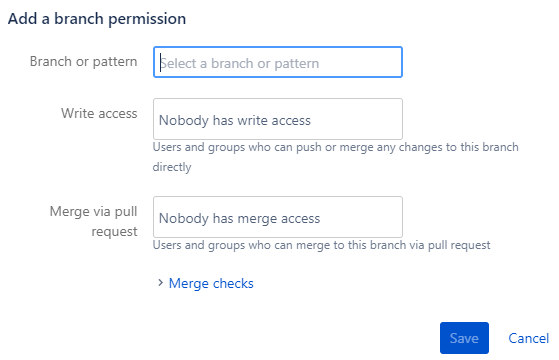 Add a branch permission
Branch or pattern
Select a branch or pattern
Write access
Nobody has write access
Users and groups who can push or merge any changes to this branch
directly
Merge via pull
request
Nobody has merge access
Users and groups who can merge to this branch via pull request
Merge checks
Save
Cancel